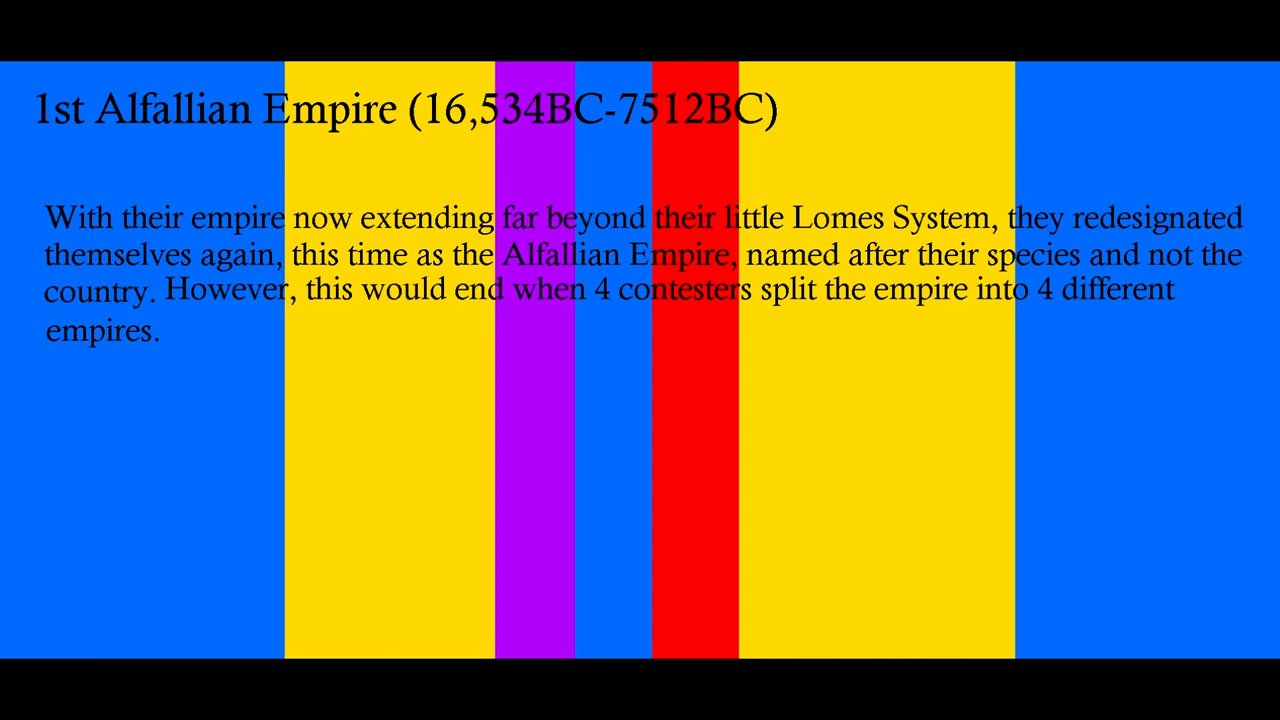 1st Alfallian Empire (16,534BC-7512BC)
With their empire now extending far beyond their little Lomes System, they redesignated
themselves again, this time as the Alfallian Empire, named after their species and not the
country. However, this would end when 4 contesters split the empire into 4 different
empires.